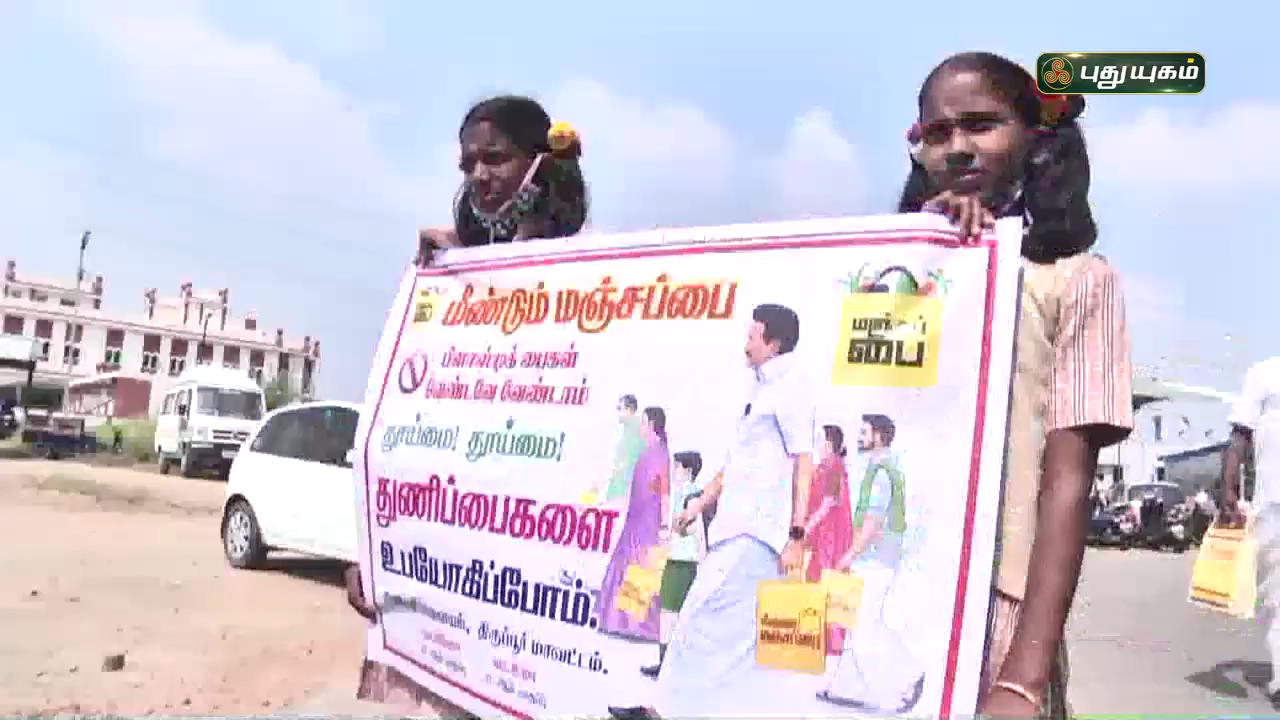 புதுயுகம்
மீண்டும் மஞ்சப்பை
மஞ்சப்
பை
பிளாஸ்டிக் பைகள்
வேண்டவே வேண்டாம்!
தூய்மை! தூய்மை!
துணிப்பைகளை
உபயோகிப்போம்.
திருப்பூர் மாவட்டம்.